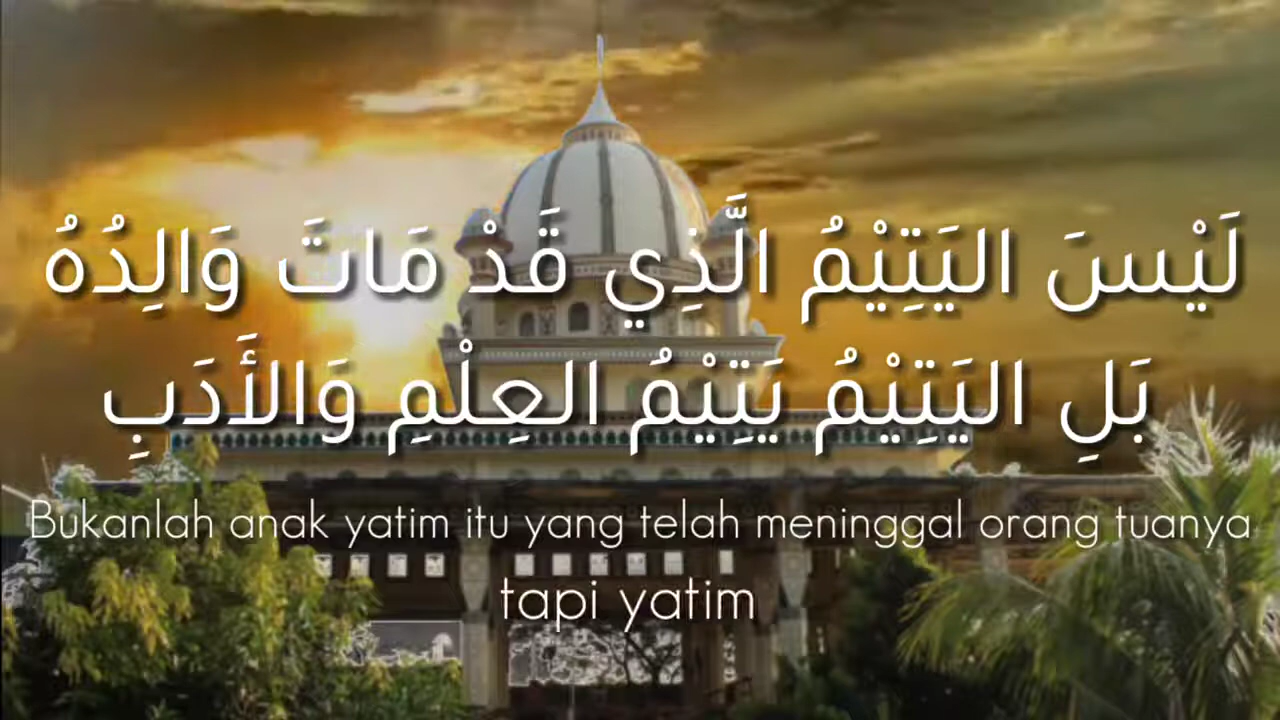 لَيْسَ اليَتِيْمُ الَّذِي قَدْ مَاتَ وَالِدُهُ
بَلِ اليَتِيْمُ يَتِيْمُ العِلْمِ وَالأَدَبِ
Bukanlah anak yatim itu yang telah meninggal orang tuanya
tapi yatim